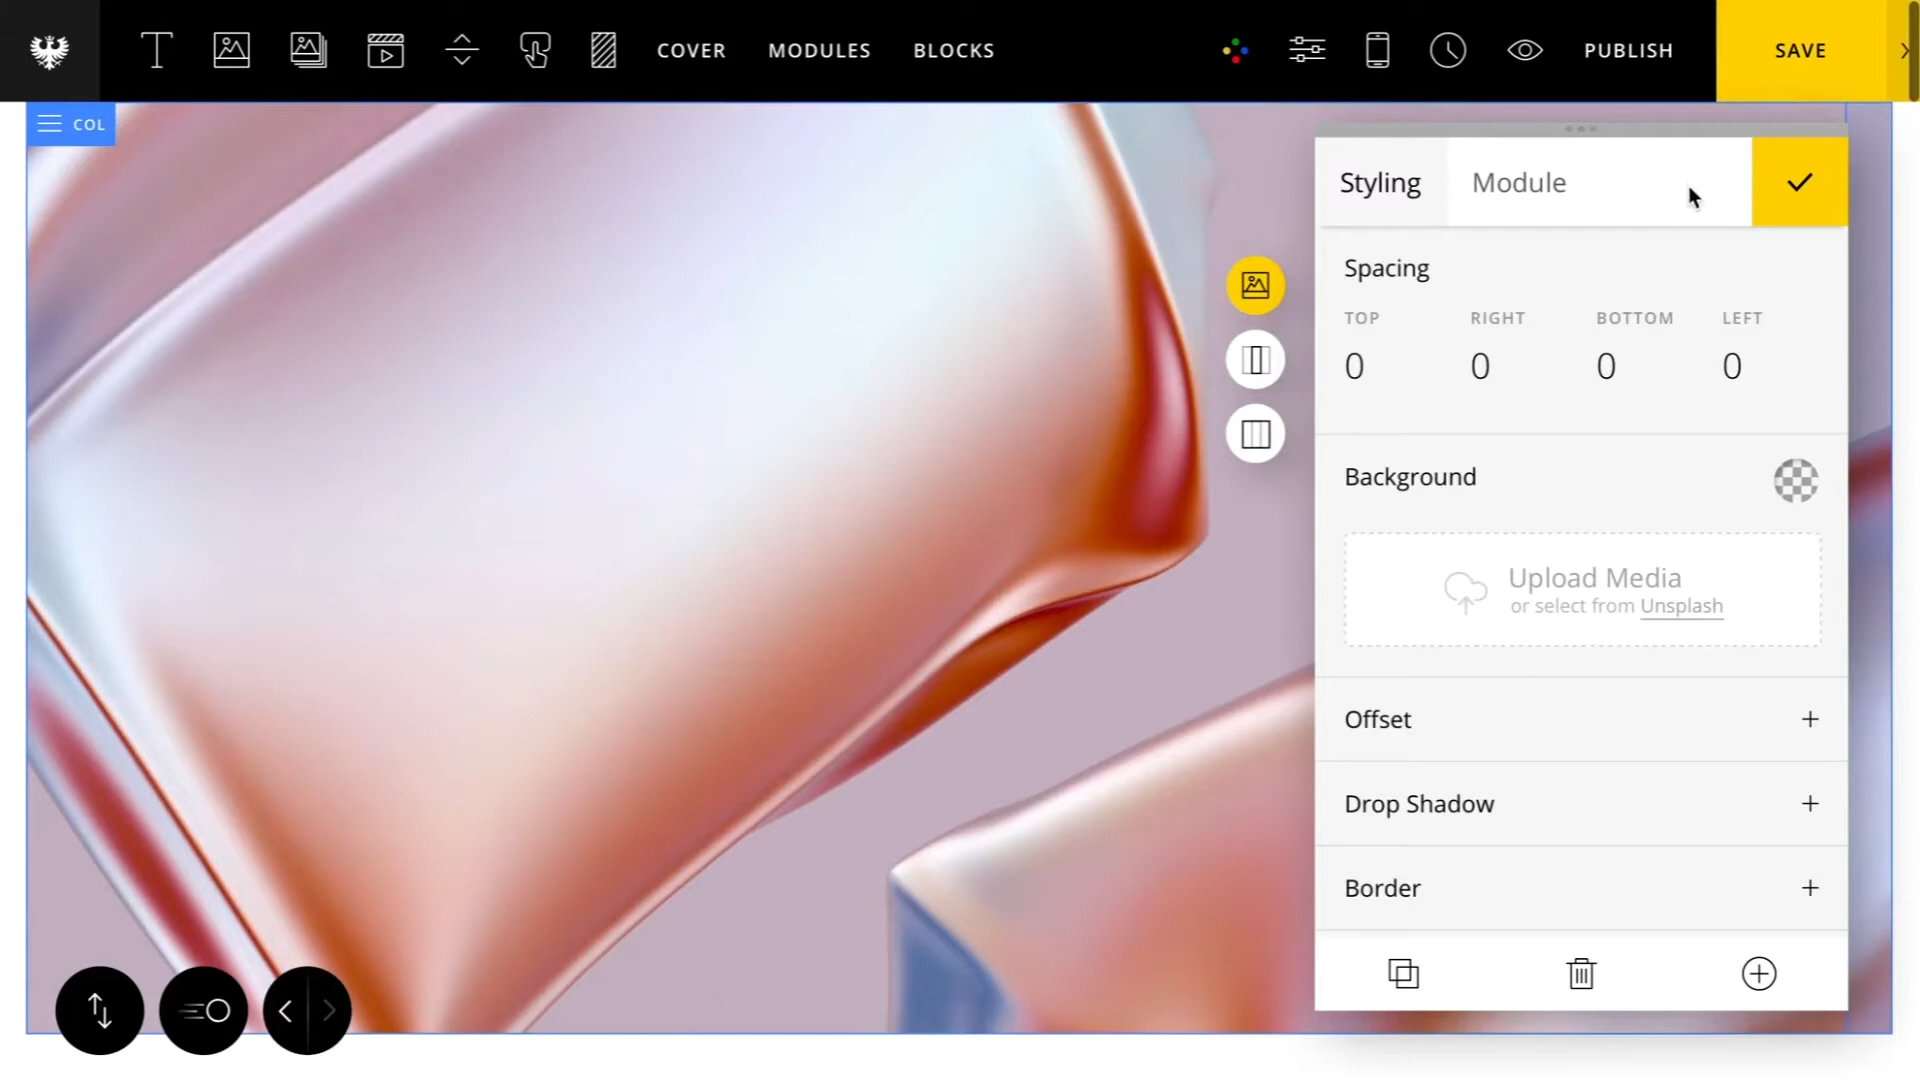 COVER MODULES BLOCKS PUBLISH SAVE
COL
Styling Module
Spacing
TOP RIGHT BOTTOM LEFT
0 0 0 0
Background
Upload Media
or select from Unsplash
Offset
Drop Shadow
Border